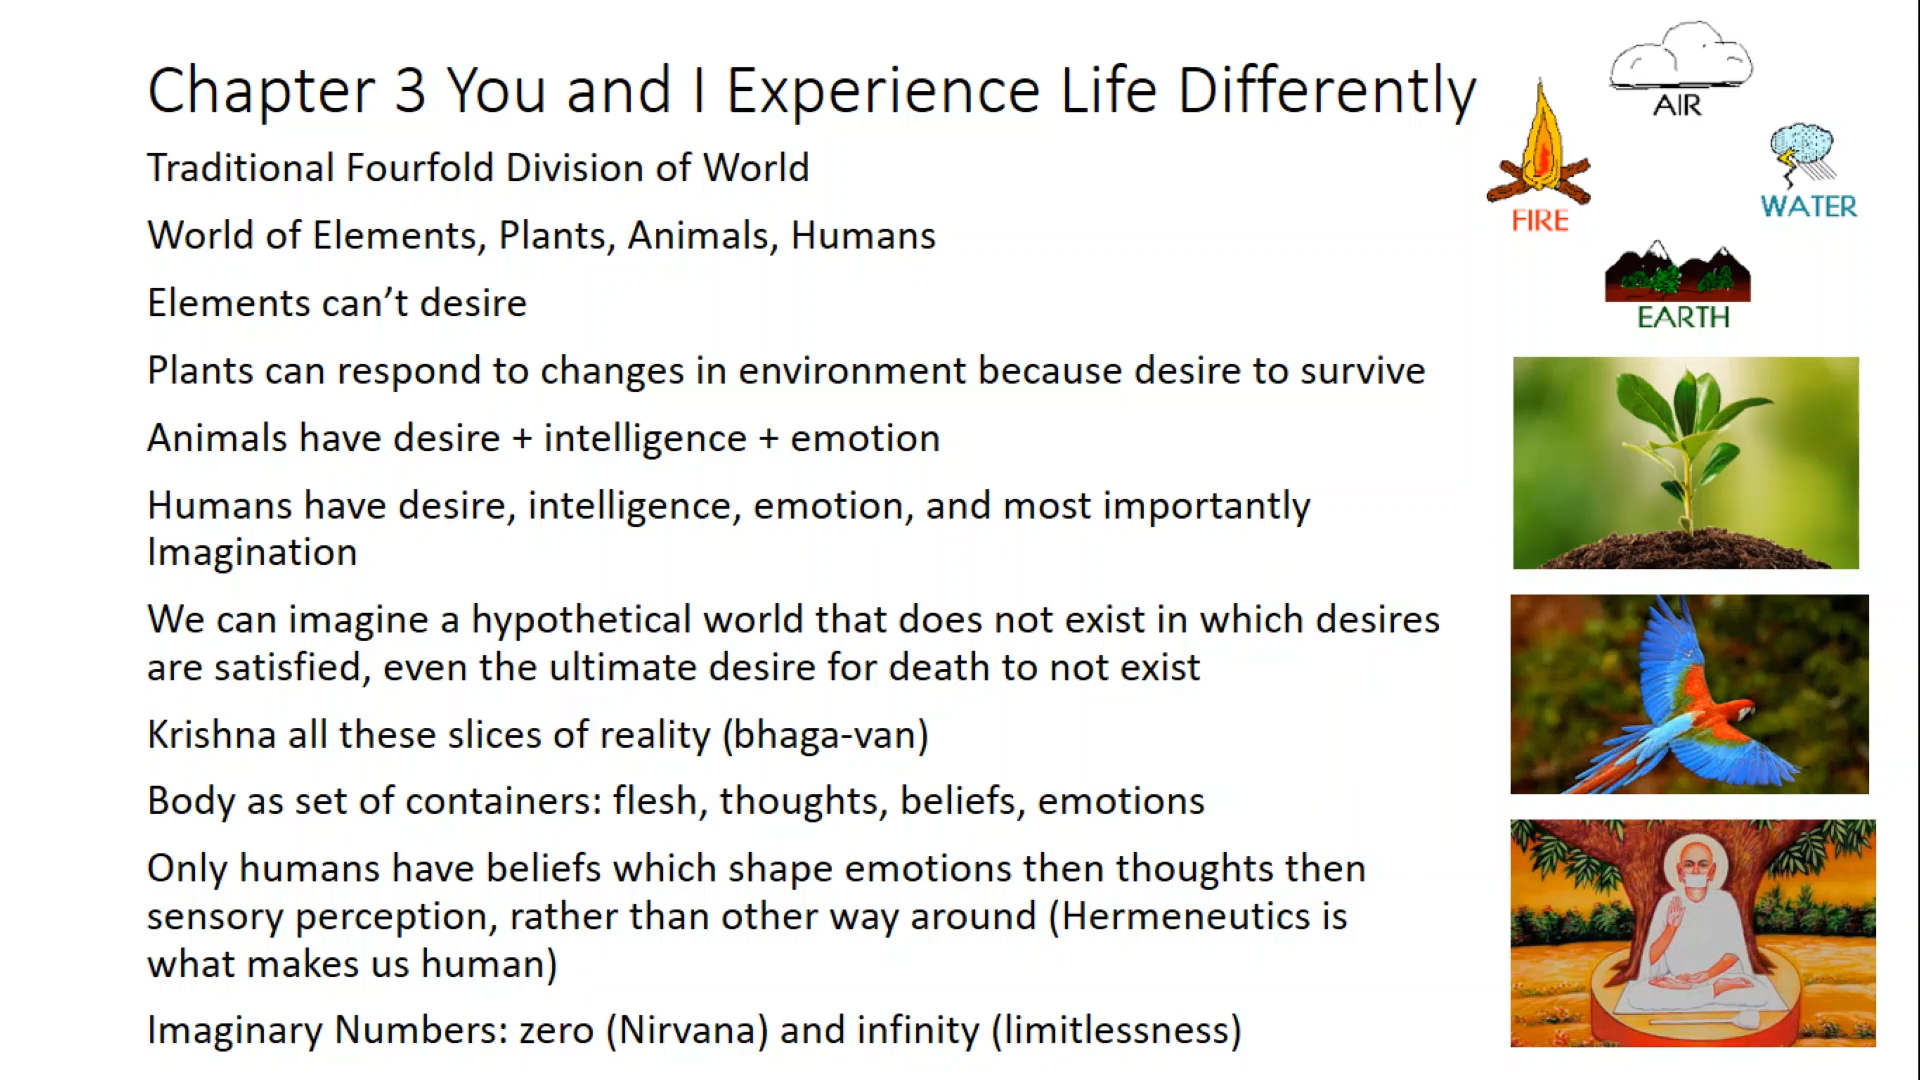 Chapter 3 You and I Experience Life Differently
Traditional Fourfold Division of World
World of Elements, Plants, Animals, Humans
Elements can’t desire
Plants can respond to changes in environment because desire to survive
Animals have desire + intelligence + emotion
Humans have desire, intelligence, emotion, and most importantly
Imagination
We can imagine a hypothetical world that does not exist in which desires
are satisfied, even the ultimate desire for death to not exist
Krishna all these slices of reality (bhaga-van)
Body as set of containers: flesh, thoughts, beliefs, emotions
Only humans have beliefs which shape emotions then thoughts then
sensory perception, rather than other way around (Hermeneutics is
what makes us human)
Imaginary Numbers: zero (Nirvana) and infinity (limitlessness)
AIR
FIRE
WATER
EARTH